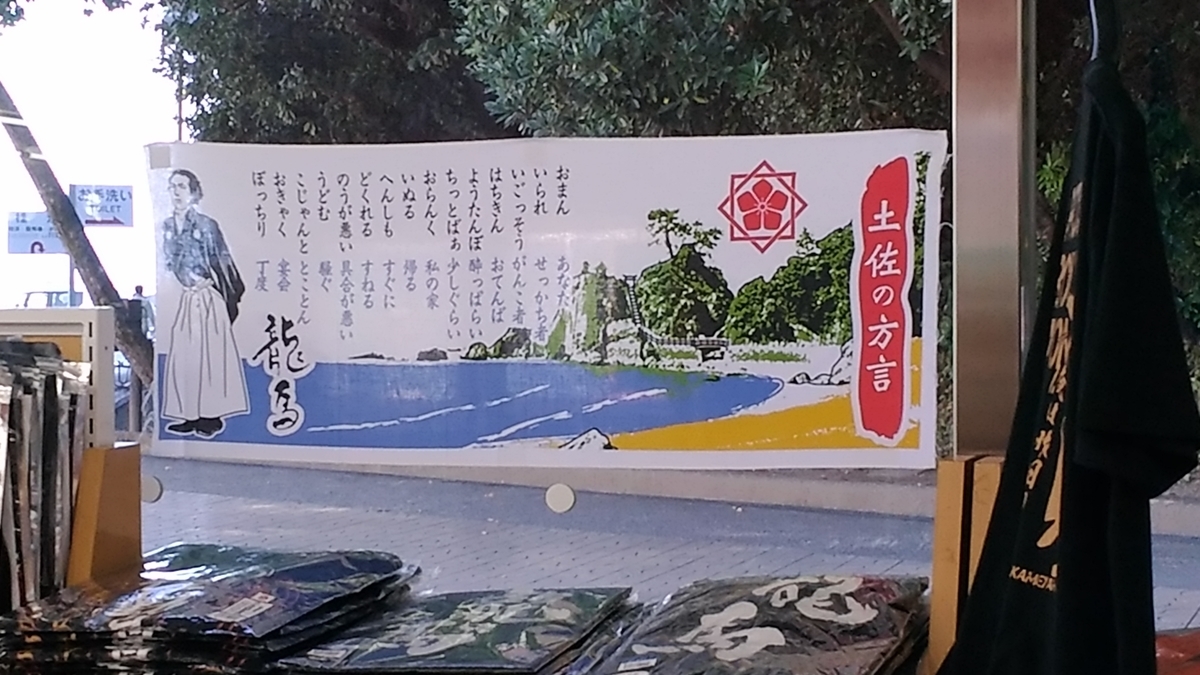 土佐の方言
おまん あなた
いられ せっかち者
いごっそう がんこ者
はちきん おてんば
ようたんぼ 酔っぱらい
ちっとばぁ 少しぐらい
おらんく 私の家
いぬる 帰る
へんしも すぐに
どくれる すねる
のうが悪い 具合が悪い
うどむ 騒ぐ
こじゃんと とことん
おきゃく 宴会
ぼっちり 丁度
龍馬
お手洗い
TOILET